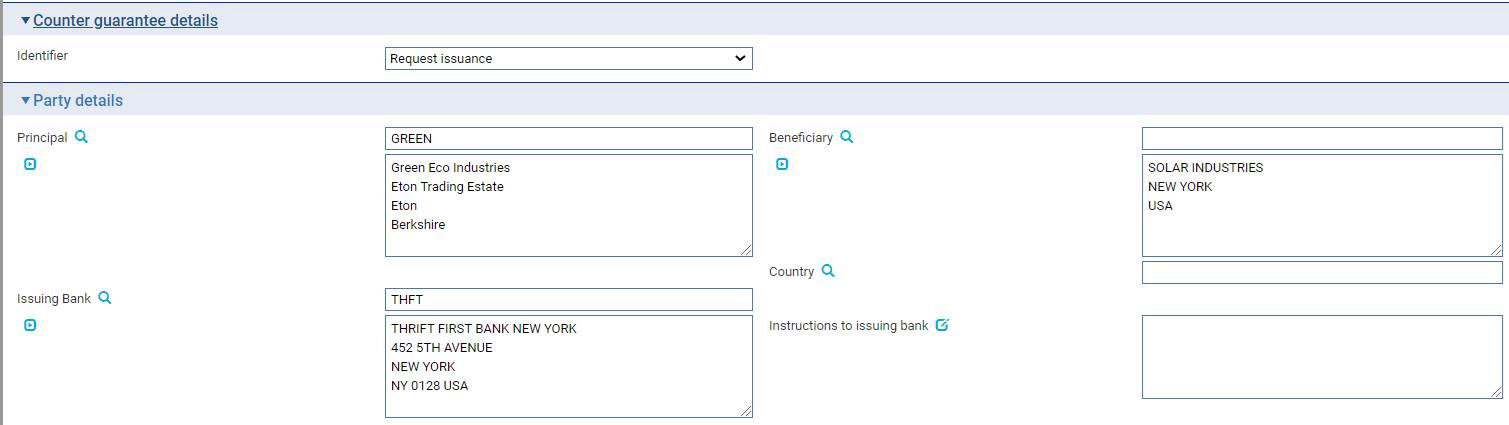 Counter guarantee details
Identifier
Request issuance
Party details
Principal
GREEN
Green Eco Industries
Eton Trading Estate
Eton
Berkshire
Beneficiary
SOLAR INDUSTRIES
NEW YORK
USA
Country
Issuing Bank
THFT
THRIFT FIRST BANK NEW YORK
452 5TH AVENUE
NEW YORK
NY 0128 USA
Instructions to issuing bank